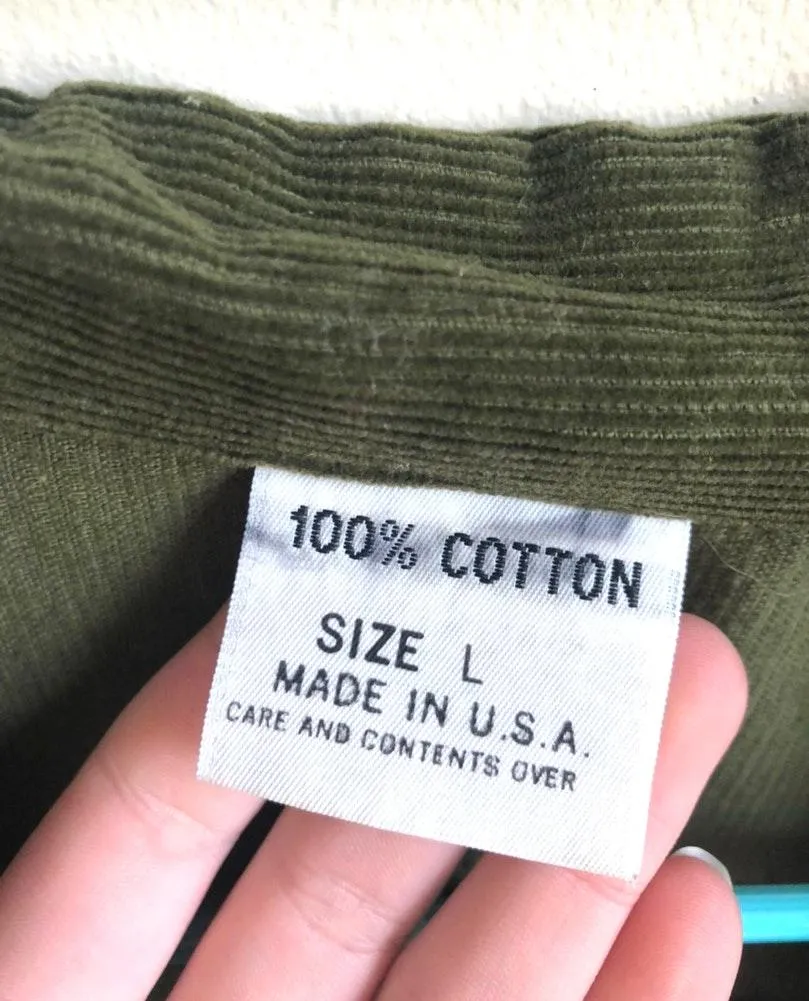 100% COTTON
SIZE L
MADE IN U.S.A.
CARE AND CONTENTS OVER